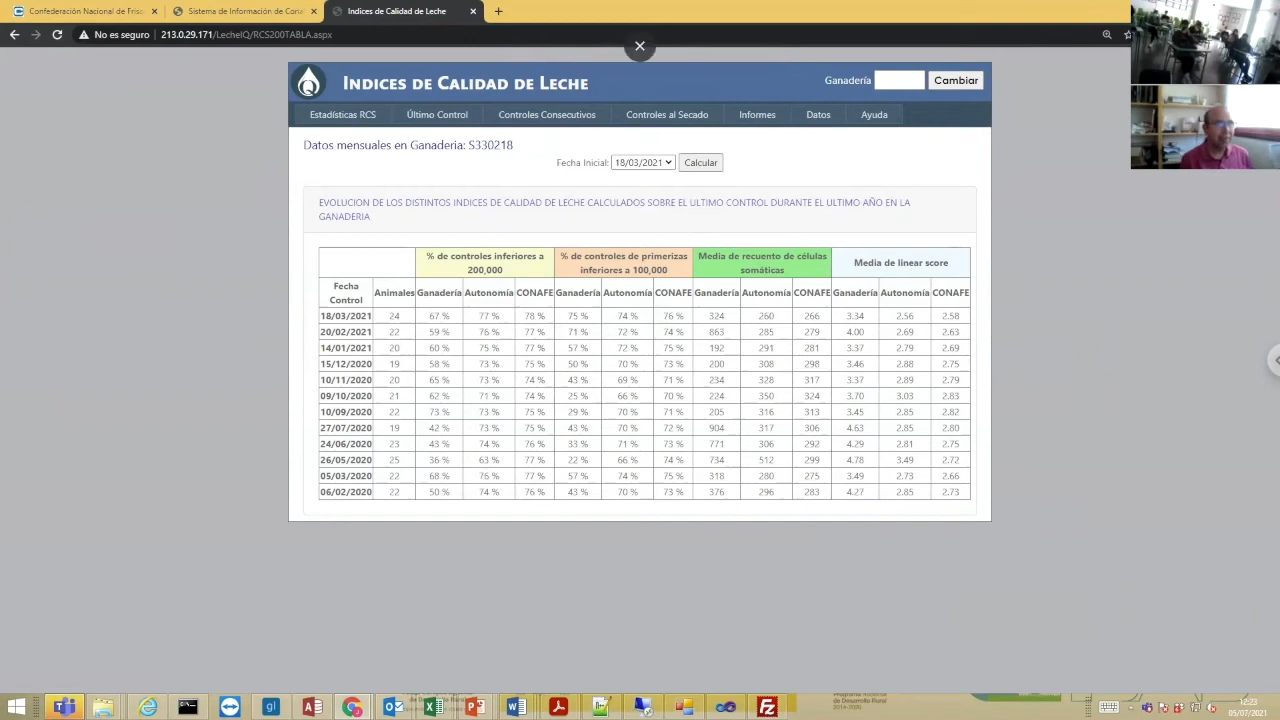 Confederación Nacional de Frisc × Sistema de Información de Cona × Indices de Calidad de Leche × +
No es seguro | 213.0.29.171/LecheIQ/RCS200TABLA.aspx
INDICES DE CALIDAD DE LECHE Ganadería Cambiar
Estadísticas RCS Último Control Controles Consecutivos Controles al Secado Informes Datos Ayuda
Datos mensuales en Ganaderia: S330218
Fecha Inicial: 18/03/2021 Calcular
EVOLUCION DE LOS DISTINTOS INDICES DE CALIDAD DE LECHE CALCULADOS SOBRE EL ULTIMO CONTROL DURANTE EL ULTIMO AÑO EN LA
GANADERIA
% de controles inferiores a 200,000 % de controles de primerizas inferiores a 100,000 Media de recuento de células somáticas Media de linear score
Fecha Control Animales Ganadería Autonomía CONAFE Ganadería Autonomía CONAFE Ganadería Autonomía CONAFE Ganadería Autonomía CONAFE
18/03/2021 24 67 % 77 % 78 % 75 % 74 % 76 % 324 260 266 3.34 2.56 2.58
20/02/2021 22 59 % 76 % 77 % 71 % 72 % 74 % 863 285 279 4.00 2.69 2.63
14/01/2021 20 60 % 75 % 77 % 57 % 72 % 75 % 192 291 281 3.37 2.79 2.69
15/12/2020 19 58 % 73 % 75 % 50 % 70 % 73 % 200 308 298 3.46 2.88 2.75
10/11/2020 20 65 % 73 % 74 % 43 % 69 % 71 % 234 328 317 3.37 2.89 2.79
09/10/2020 21 62 % 71 % 74 % 25 % 66 % 70 % 224 350 324 3.70 3.03 2.83
10/09/2020 22 73 % 73 % 75 % 29 % 70 % 71 % 205 316 313 3.45 2.85 2.82
27/07/2020 19 42 % 73 % 75 % 43 % 70 % 72 % 904 317 306 4.63 2.85 2.80
24/06/2020 23 43 % 74 % 76 % 33 % 71 % 73 % 771 306 292 4.29 2.81 2.75
26/05/2020 25 36 % 63 % 77 % 22 % 66 % 74 % 734 512 299 4.78 3.49 2.72
05/03/2020 22 68 % 76 % 77 % 57 % 74 % 75 % 318 280 275 3.49 2.73 2.66
06/02/2020 22 50 % 74 % 76 % 43 % 70 % 73 % 376 296 283 4.27 2.85 2.73
de Desarrollo Rural
2014-2020
12:23
05/07/2021